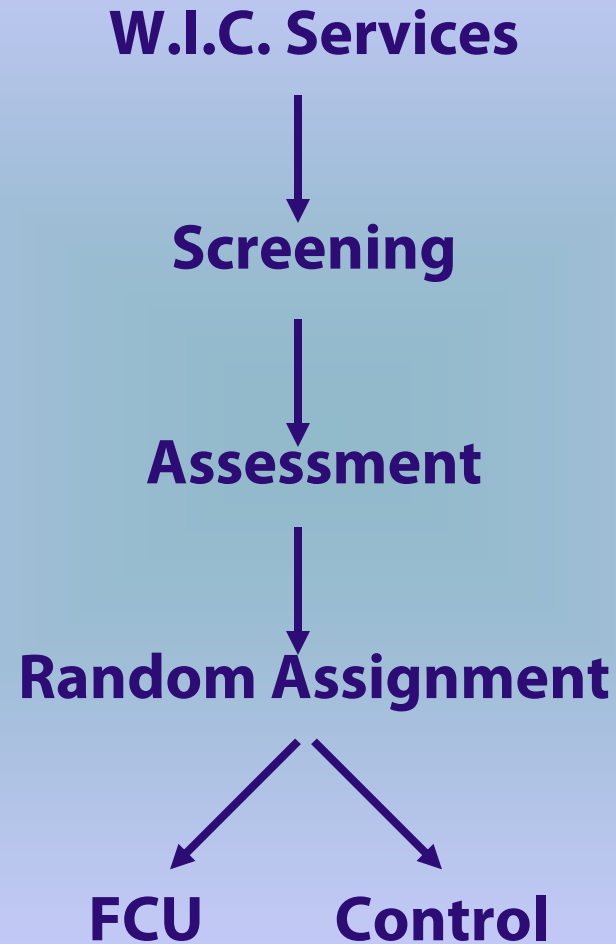 W.I.C. Services
Screening
Assessment
Random Assignment
FCU Control